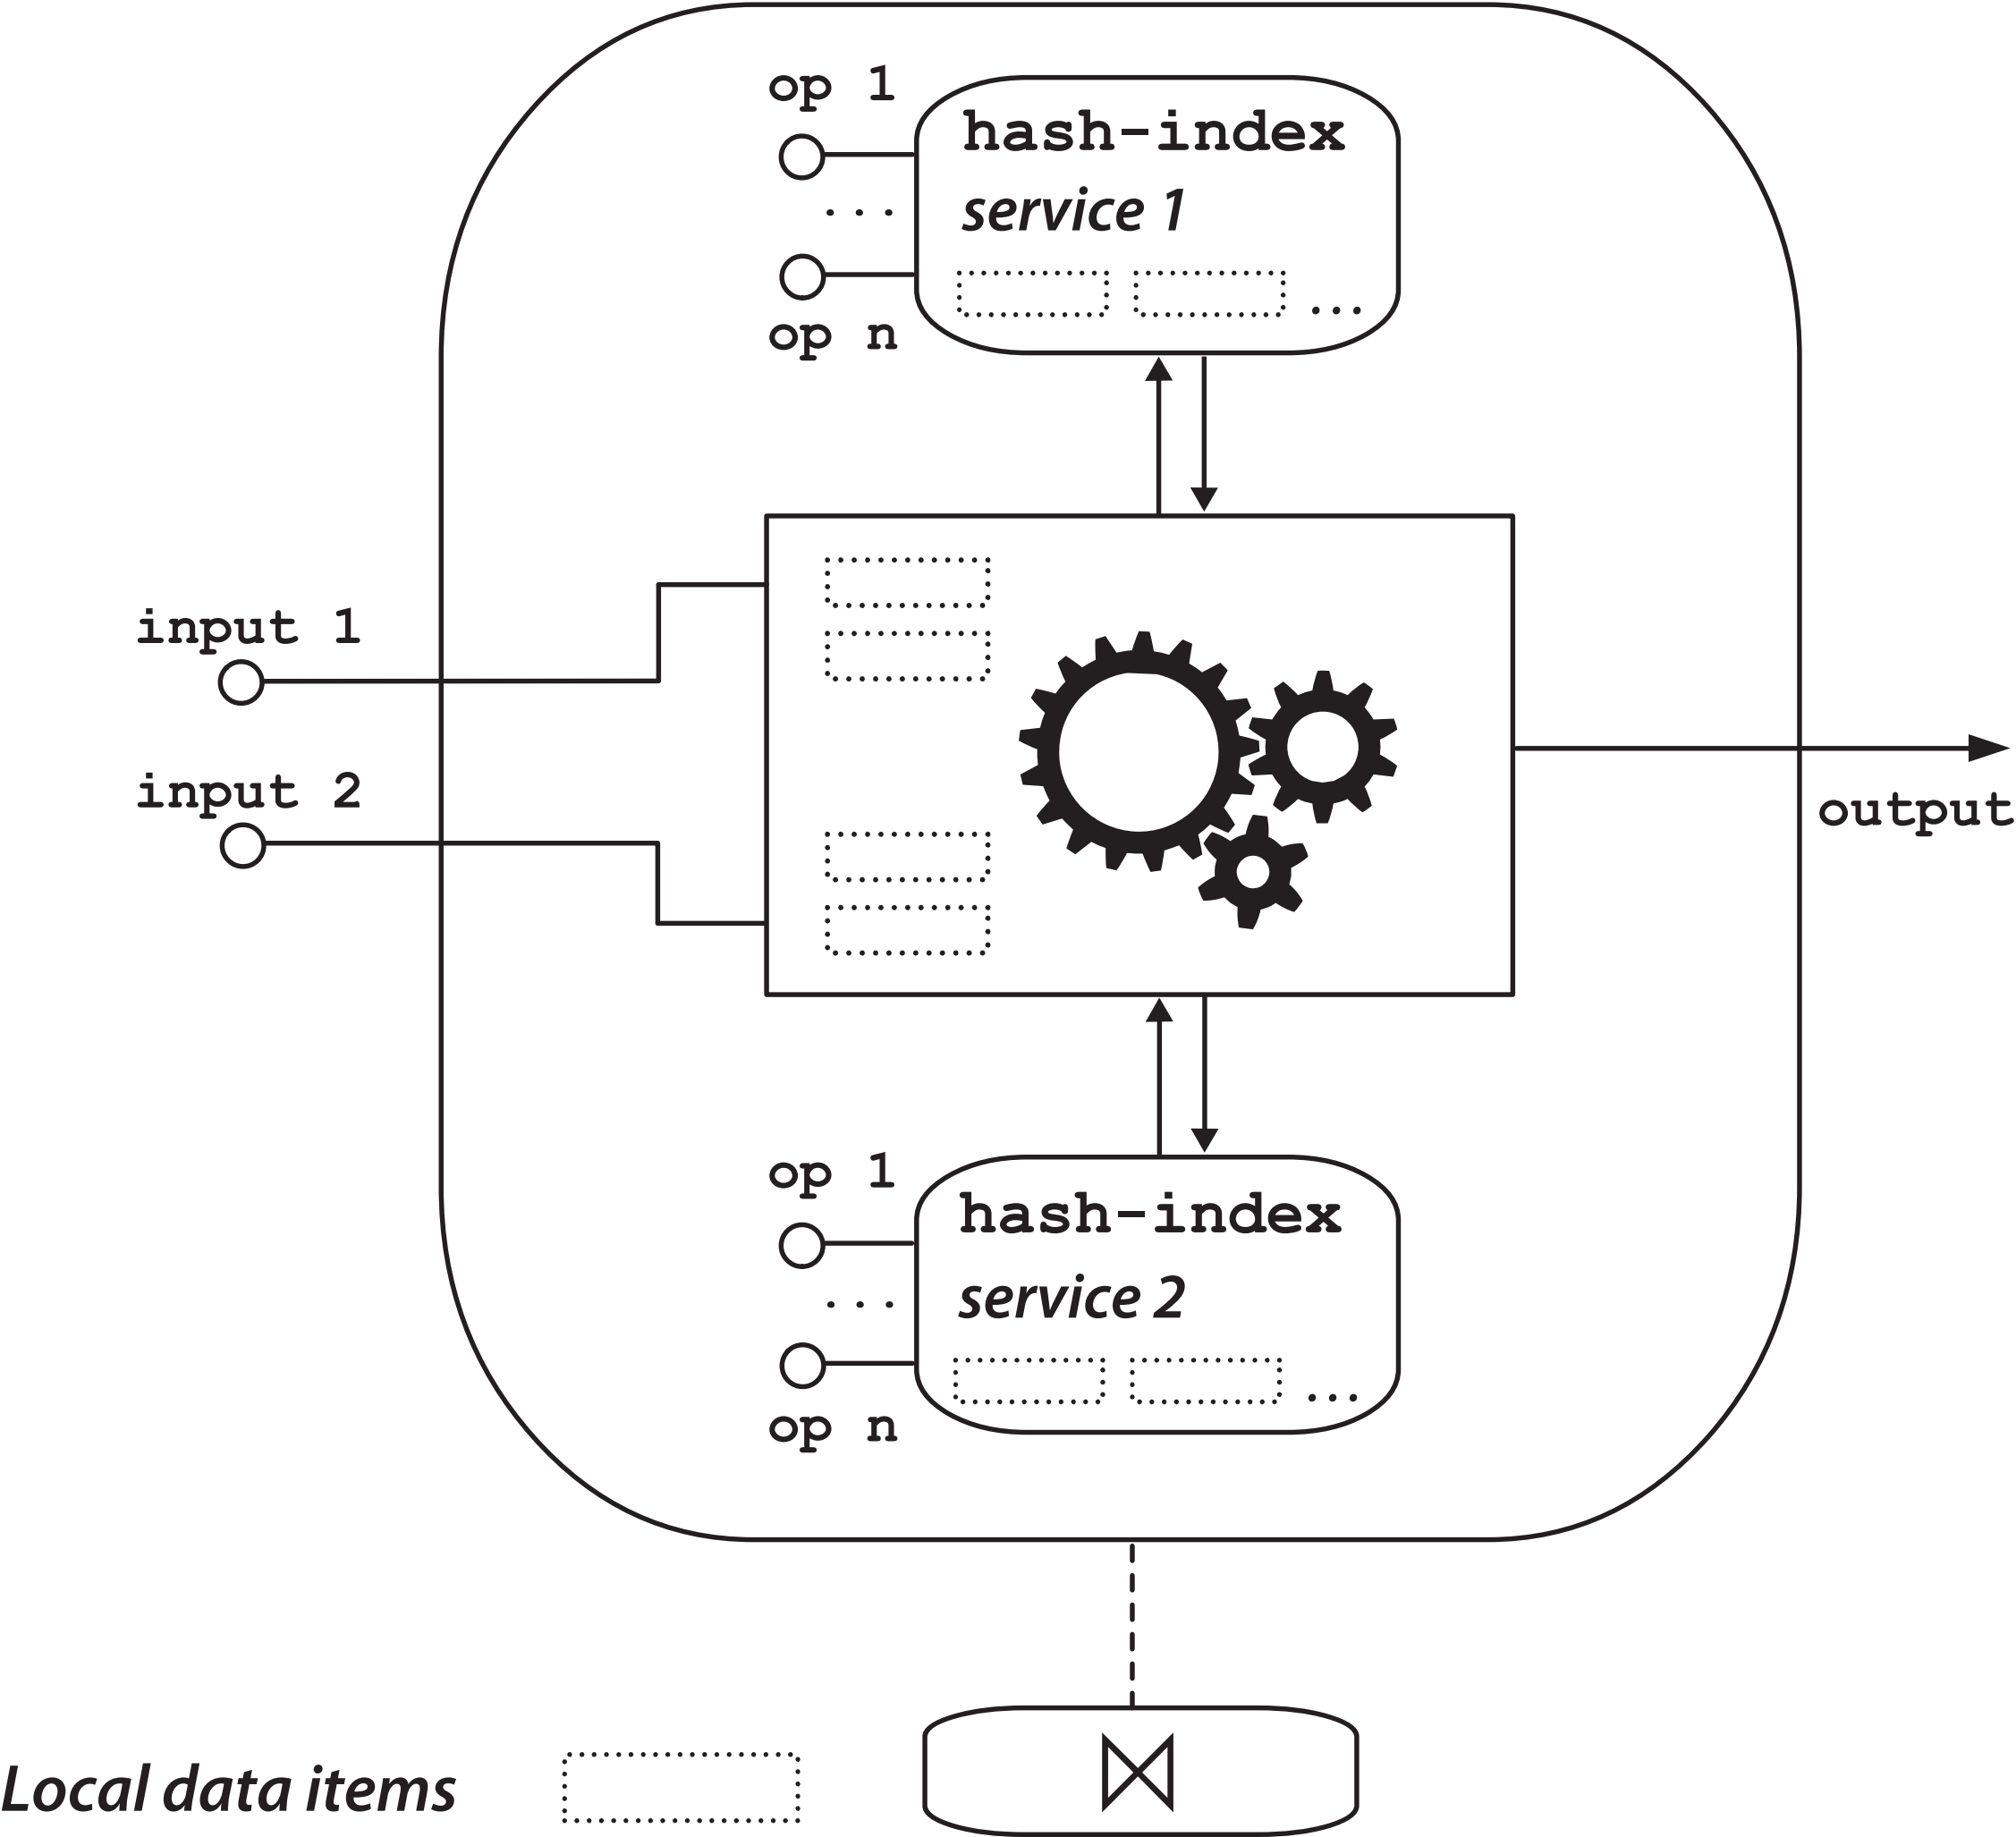 op 1
hash-index
service 1
. . .
...
op n
input 1
input 2
output
op 1
hash-index
service 2
. . .
...
op n
Local data items